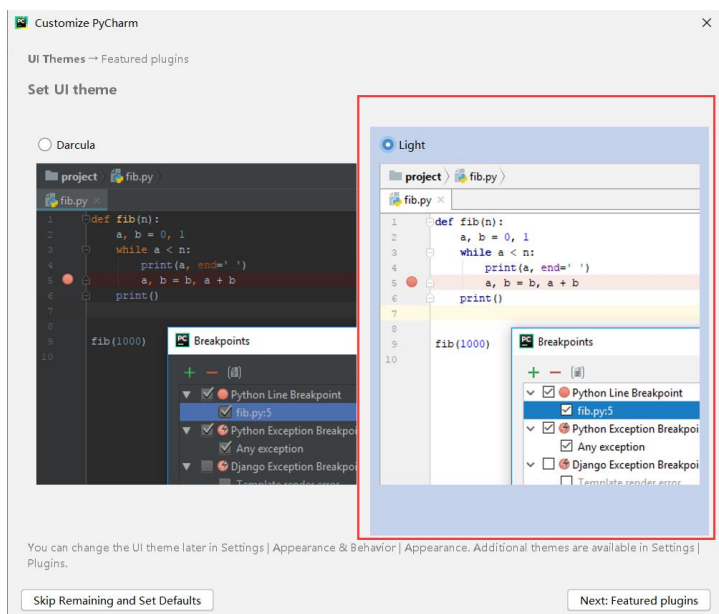 Customize PyCharm
UI Themes → Featured plugins
Set UI theme
Darcula
project fib.py
fib.py
1 def fib(n):
2 a, b = 0, 1
3 while a < n:
4 print(a, end=' ')
5 a, b = b, a + b
6 print()
7
8
9 fib(1000)
10
PC Breakpoints
Python Line Breakpoint
fib.py:5
Python Exception Breakpoi
Any exception
Django Exception Breakpoi
Template render error
Light
project fib.py
fib.py
1 def fib(n):
2 a, b = 0, 1
3 while a < n:
4 print(a, end=' ')
5 a, b = b, a + b
6 print()
7
8
9 fib(1000)
10
PC Breakpoints
Python Line Breakpoint
fib.py:5
Python Exception Breakpoi
Any exception
Django Exception Breakpoi
Template render error
You can change the UI theme later in Settings | Appearance & Behavior | Appearance. Additional themes are available in Settings |
Plugins.
Skip Remaining and Set Defaults
Next: Featured plugins